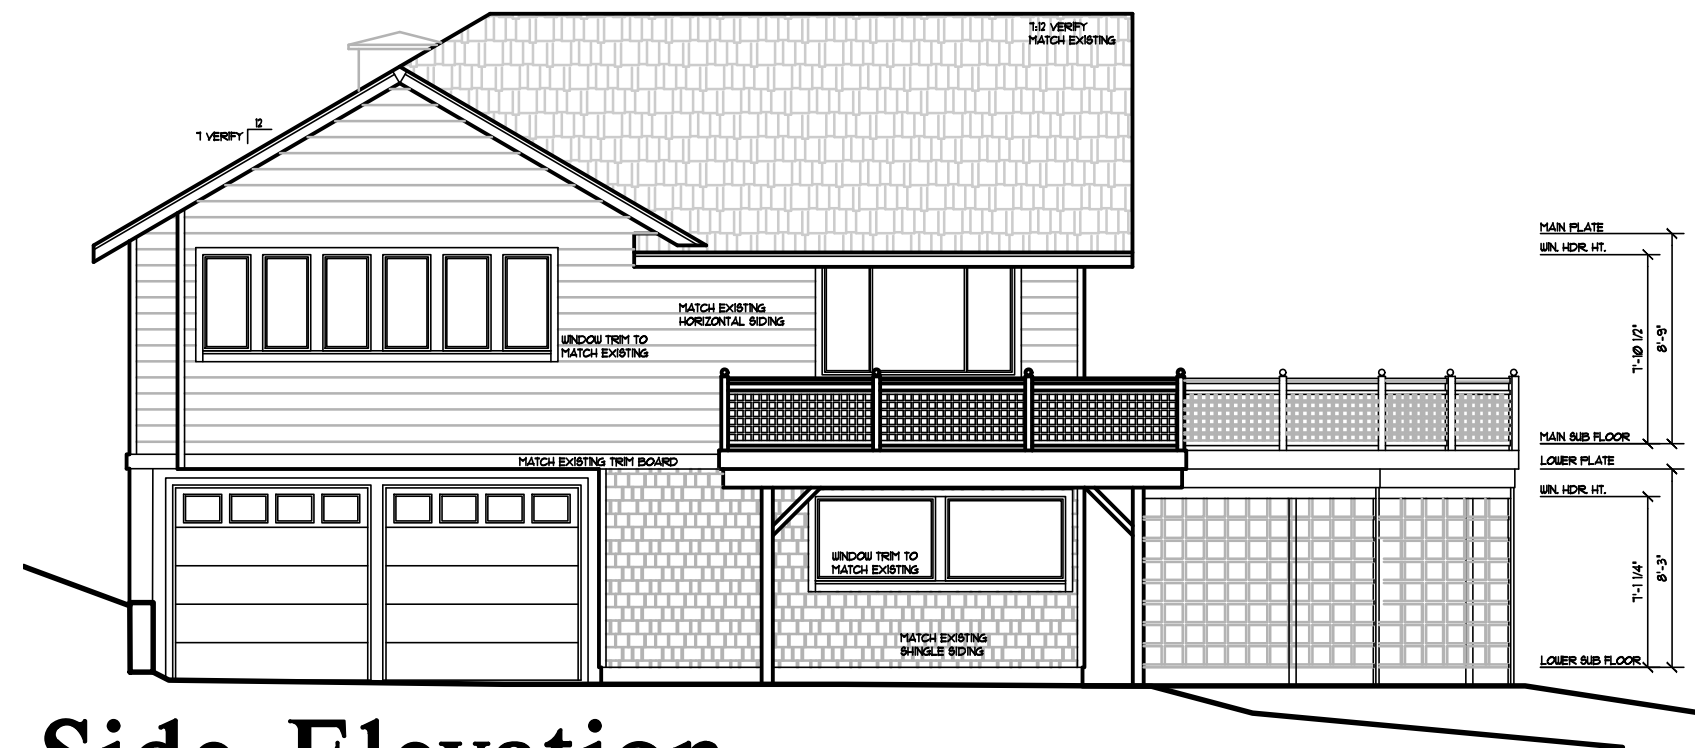 7:12 VERIFY
MATCH EXISTING
12
7 VERIFY
MAIN PLATE
WIN. HDR. HT.
MATCH EXISTING
HORIZONTAL SIDING
WINDOW TRIM TO
MATCH EXISTING
7'-10 1/2"
8'-9"
MAIN SUB FLOOR
MATCH EXISTING TRIM BOARD
LOWER PLATE
WIN. HDR. HT.
WINDOW TRIM TO
MATCH EXISTING
7'-1 1/4"
8'-3"
MATCH EXISTING
SHINGLE SIDING
LOWER SUB FLOOR
Side Elevation